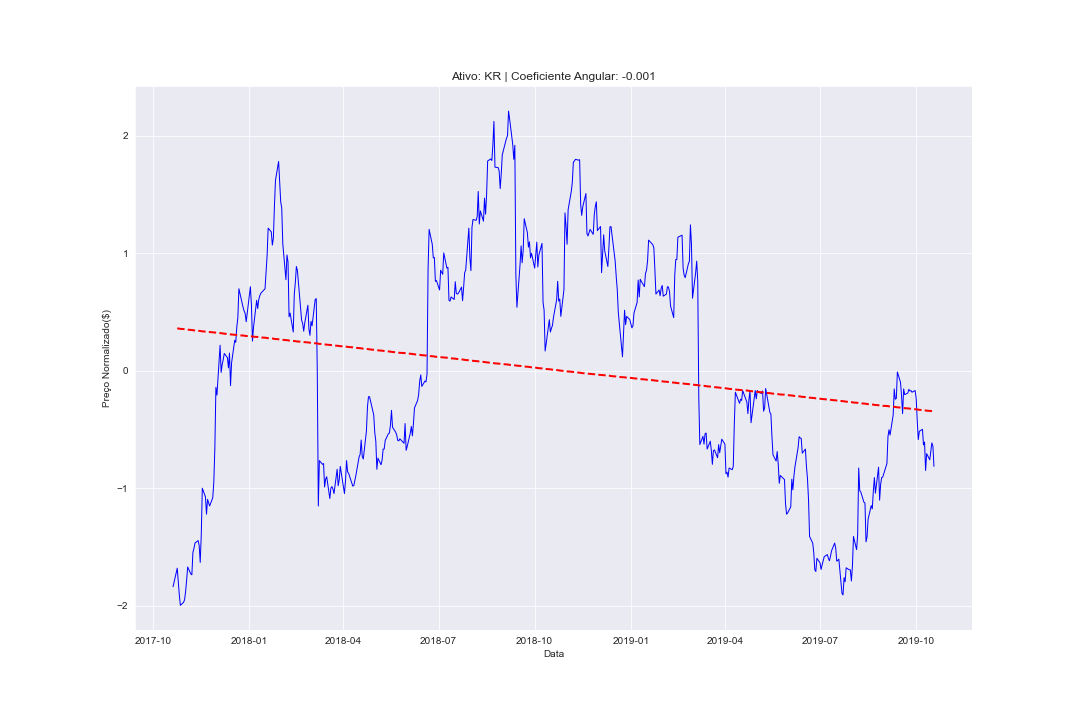 Ativo: KR | Coeficiente Angular: -0.001
Preço Normalizado($)
2
1
0
−1
−2
2017-10 2018-01 2018-04 2018-07 2018-10 2019-01 2019-04 2019-07 2019-10
Data